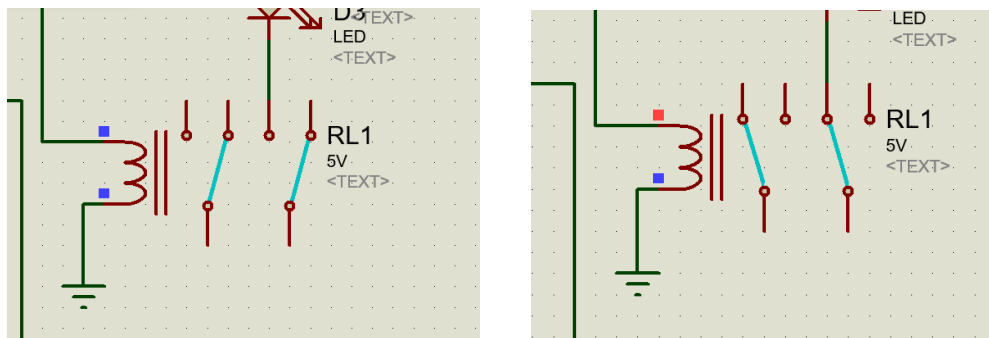 D3
<TEXT>
LED
<TEXT>
RL1
5V
<TEXT>
LED
<TEXT>
RL1
5V
<TEXT>